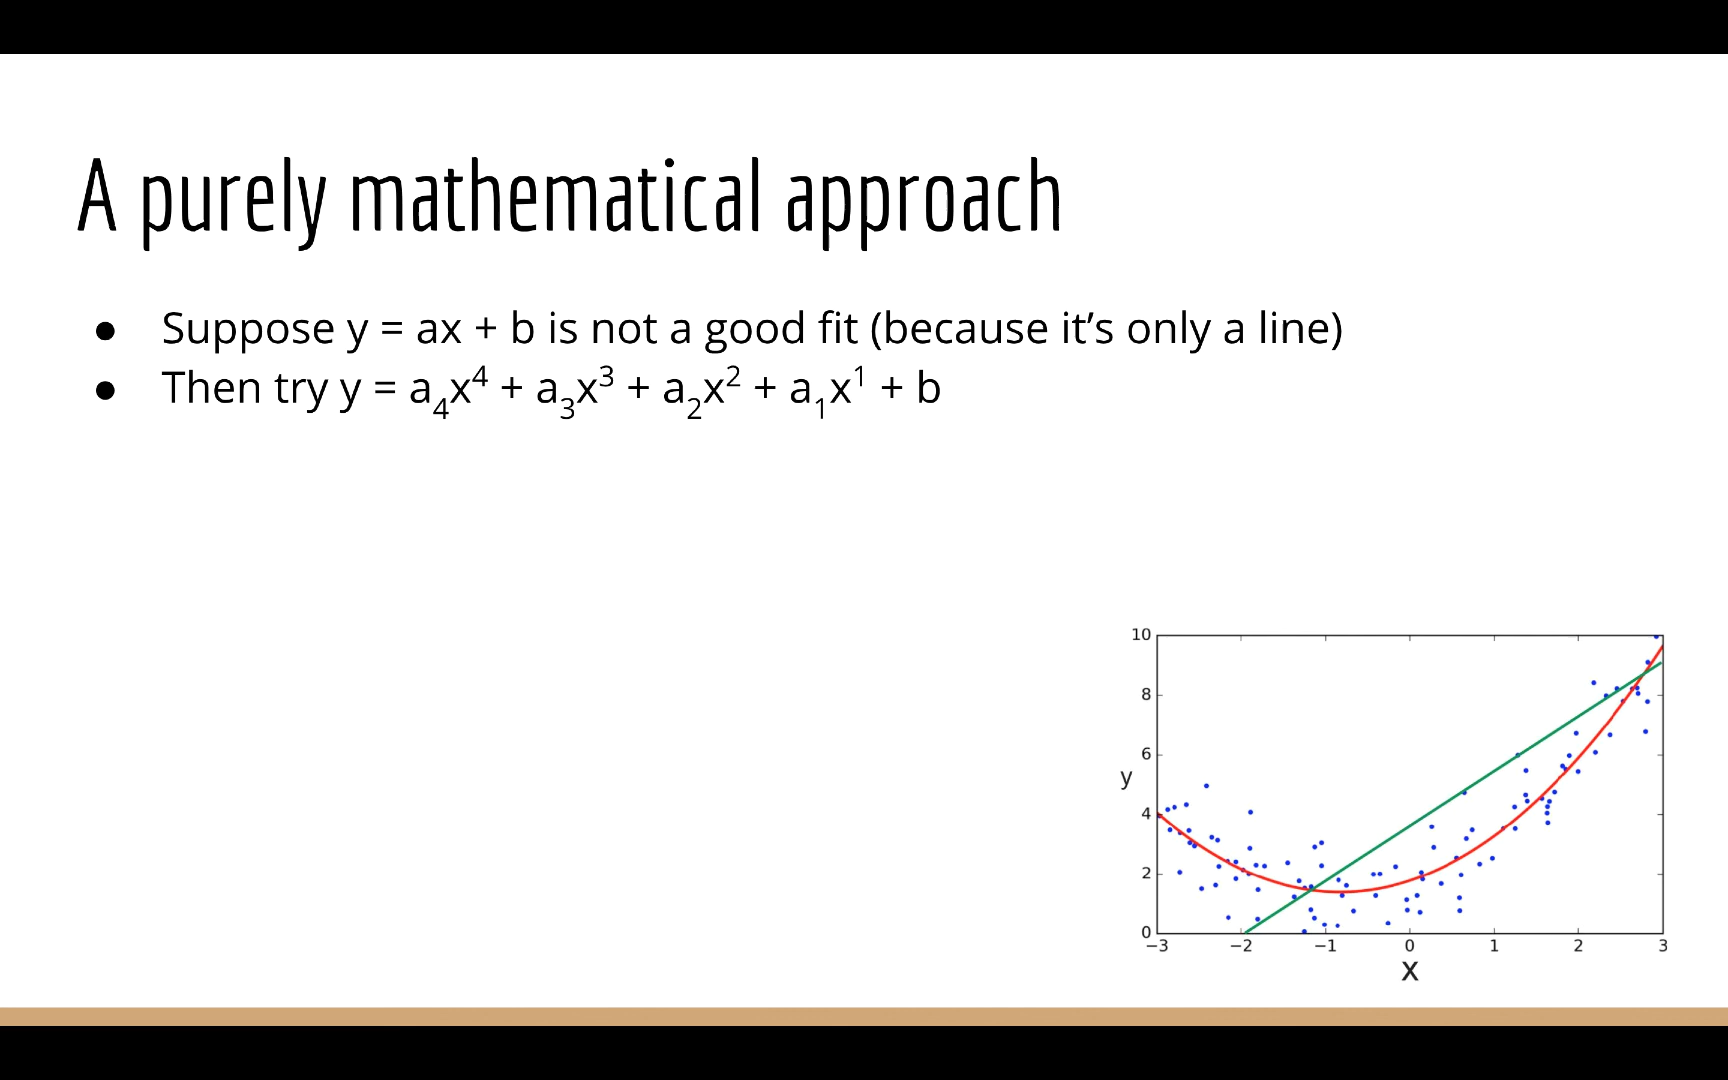 A purely mathematical approach
● Suppose y = ax + b is not a good fit (because it’s only a line)
● Then try y = a₄x⁴ + a₃x³ + a₂x² + a₁x¹ + b
10
8
6
y
4
2
0
−3 −2 −1 0 1 2 3
X